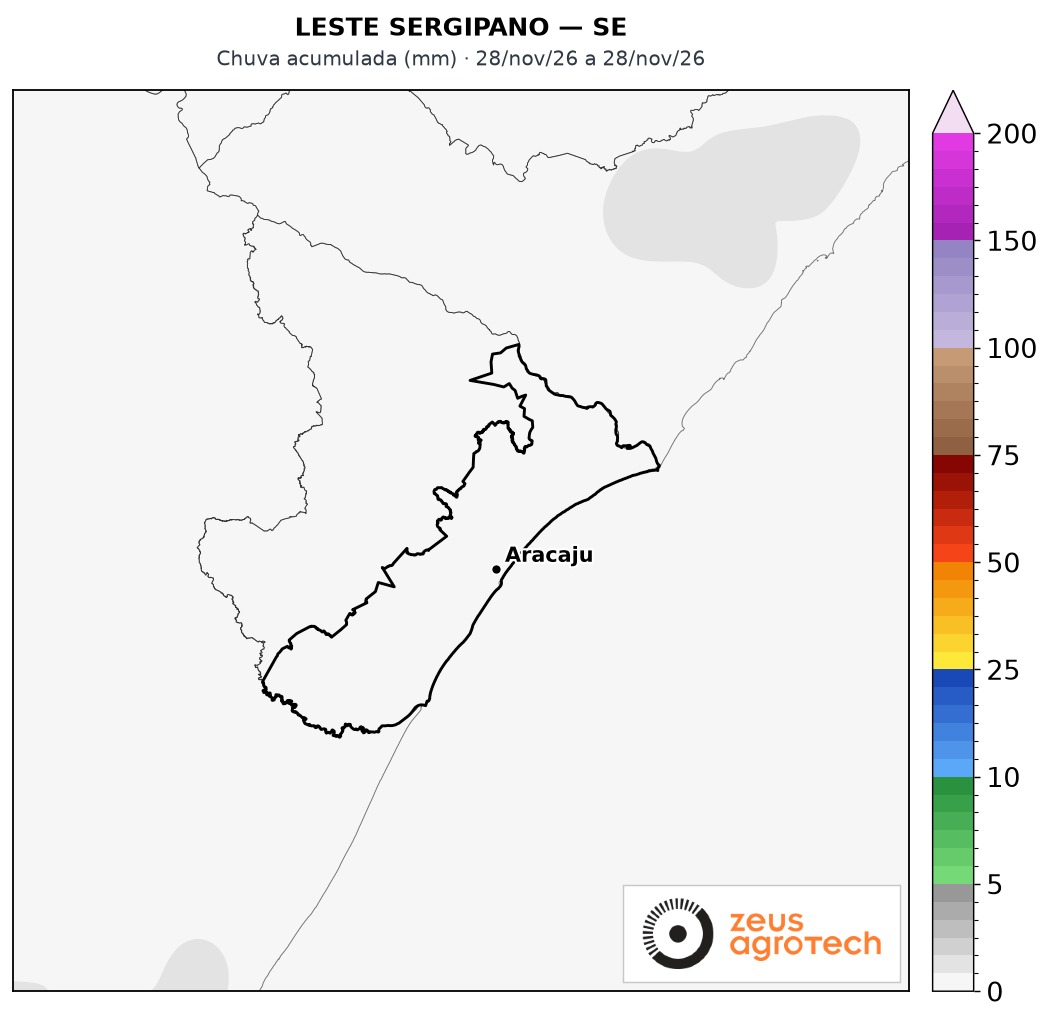 LESTE SERGIPANO — SE
Chuva acumulada (mm) · 28/nov/26 a 28/nov/26
200
150
100
75
50
25
10
5
0
Aracaju
zeus
agrotech